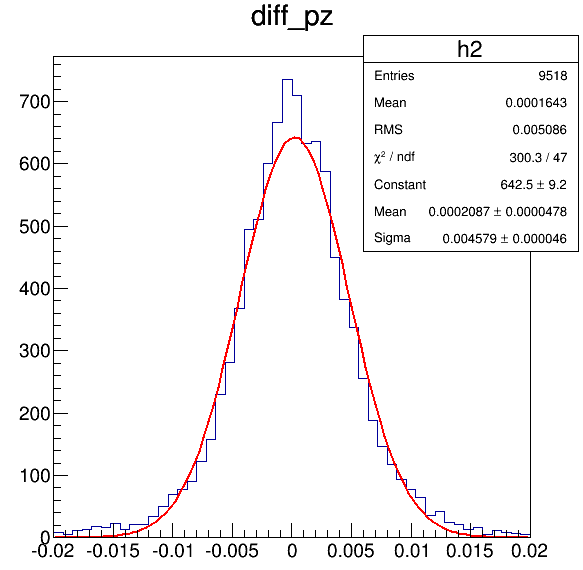 diff_pz
h2
Entries 9518
Mean 0.0001643
RMS 0.005086
χ² / ndf 300.3 / 47
Constant 642.5 ± 9.2
Mean 0.0002087 ± 0.0000478
Sigma 0.004579 ± 0.000046
700
600
500
400
300
200
100
0
-0.02 -0.015 -0.01 -0.005 0 0.005 0.01 0.015 0.02